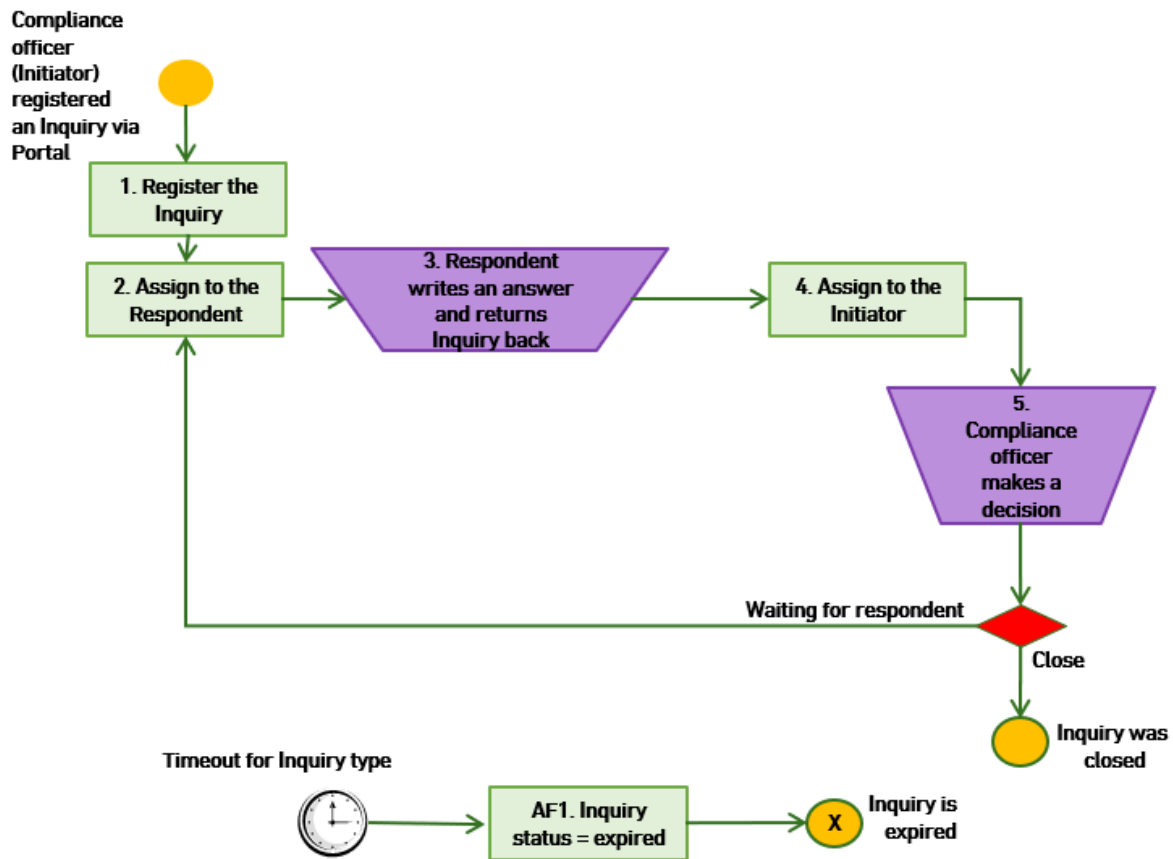 Compliance
officer
(Initiator)
registered
an Inquiry via
Portal
1. Register the
Inquiry
2. Assign to the
Respondent
3. Respondent
writes an answer
and returns
Inquiry back
4. Assign to the
Initiator
5.
Compliance
officer
makes a
decision
Waiting for respondent
Close
Inquiry was
closed
Timeout for Inquiry type
AF1. Inquiry
status = expired
X
Inquiry is
expired